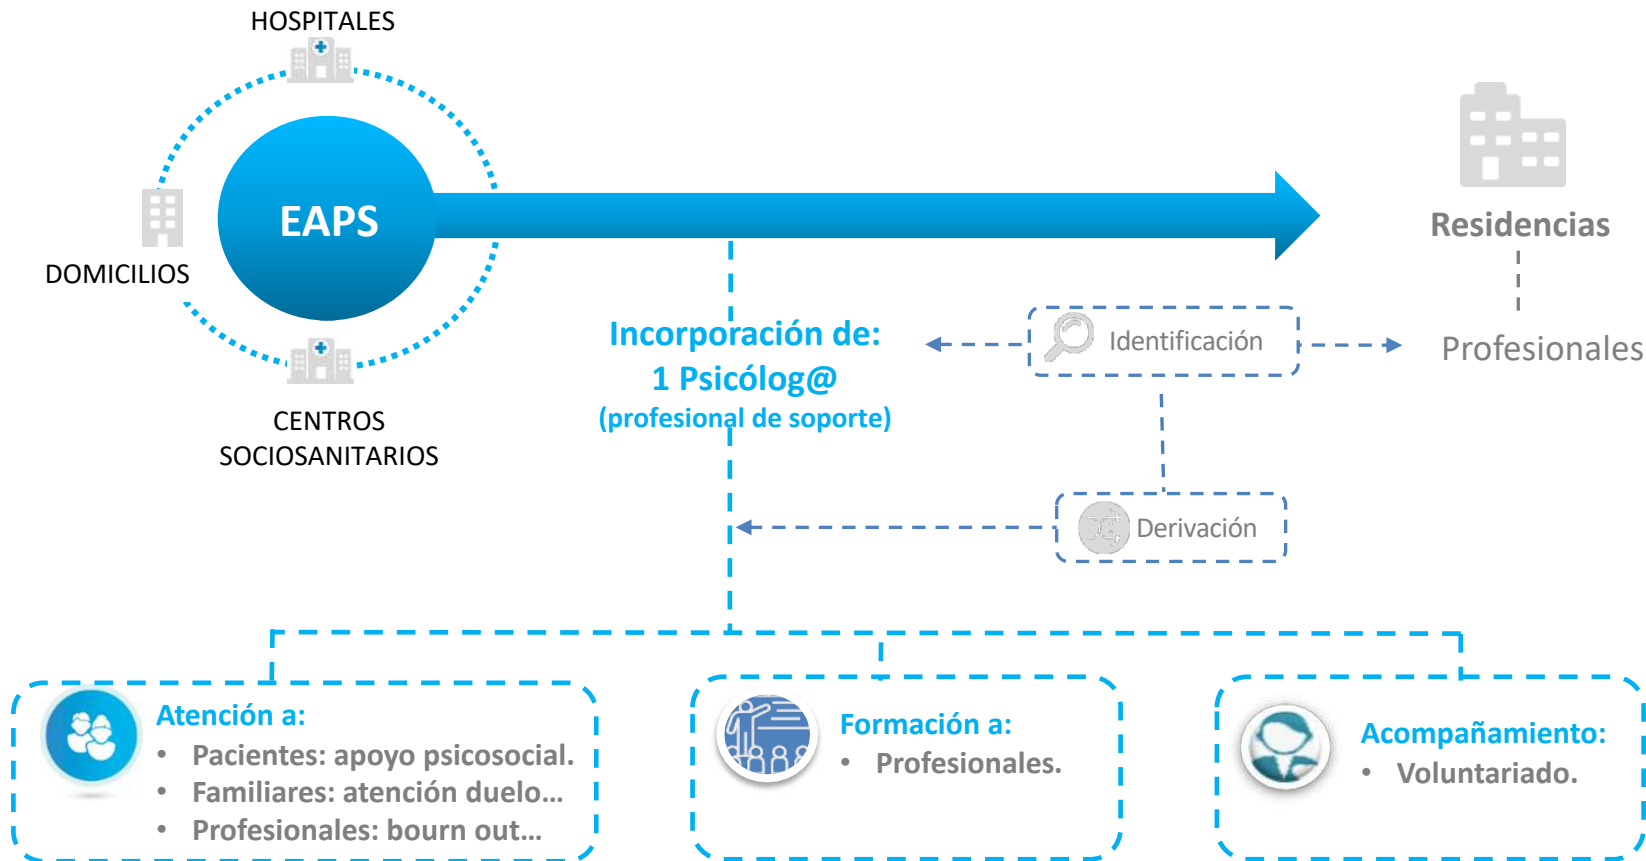 HOSPITALES
EAPS
DOMICILIOS
CENTROS
SOCIOSANITARIOS
Residencias
Profesionales
Incorporación de:
1 Psicólog@
(profesional de soporte)
Identificación
Derivación
Atención a:
• Pacientes: apoyo psicosocial.
• Familiares: atención duelo...
• Profesionales: bourn out...
Formación a:
• Profesionales.
Acompañamiento:
• Voluntariado.